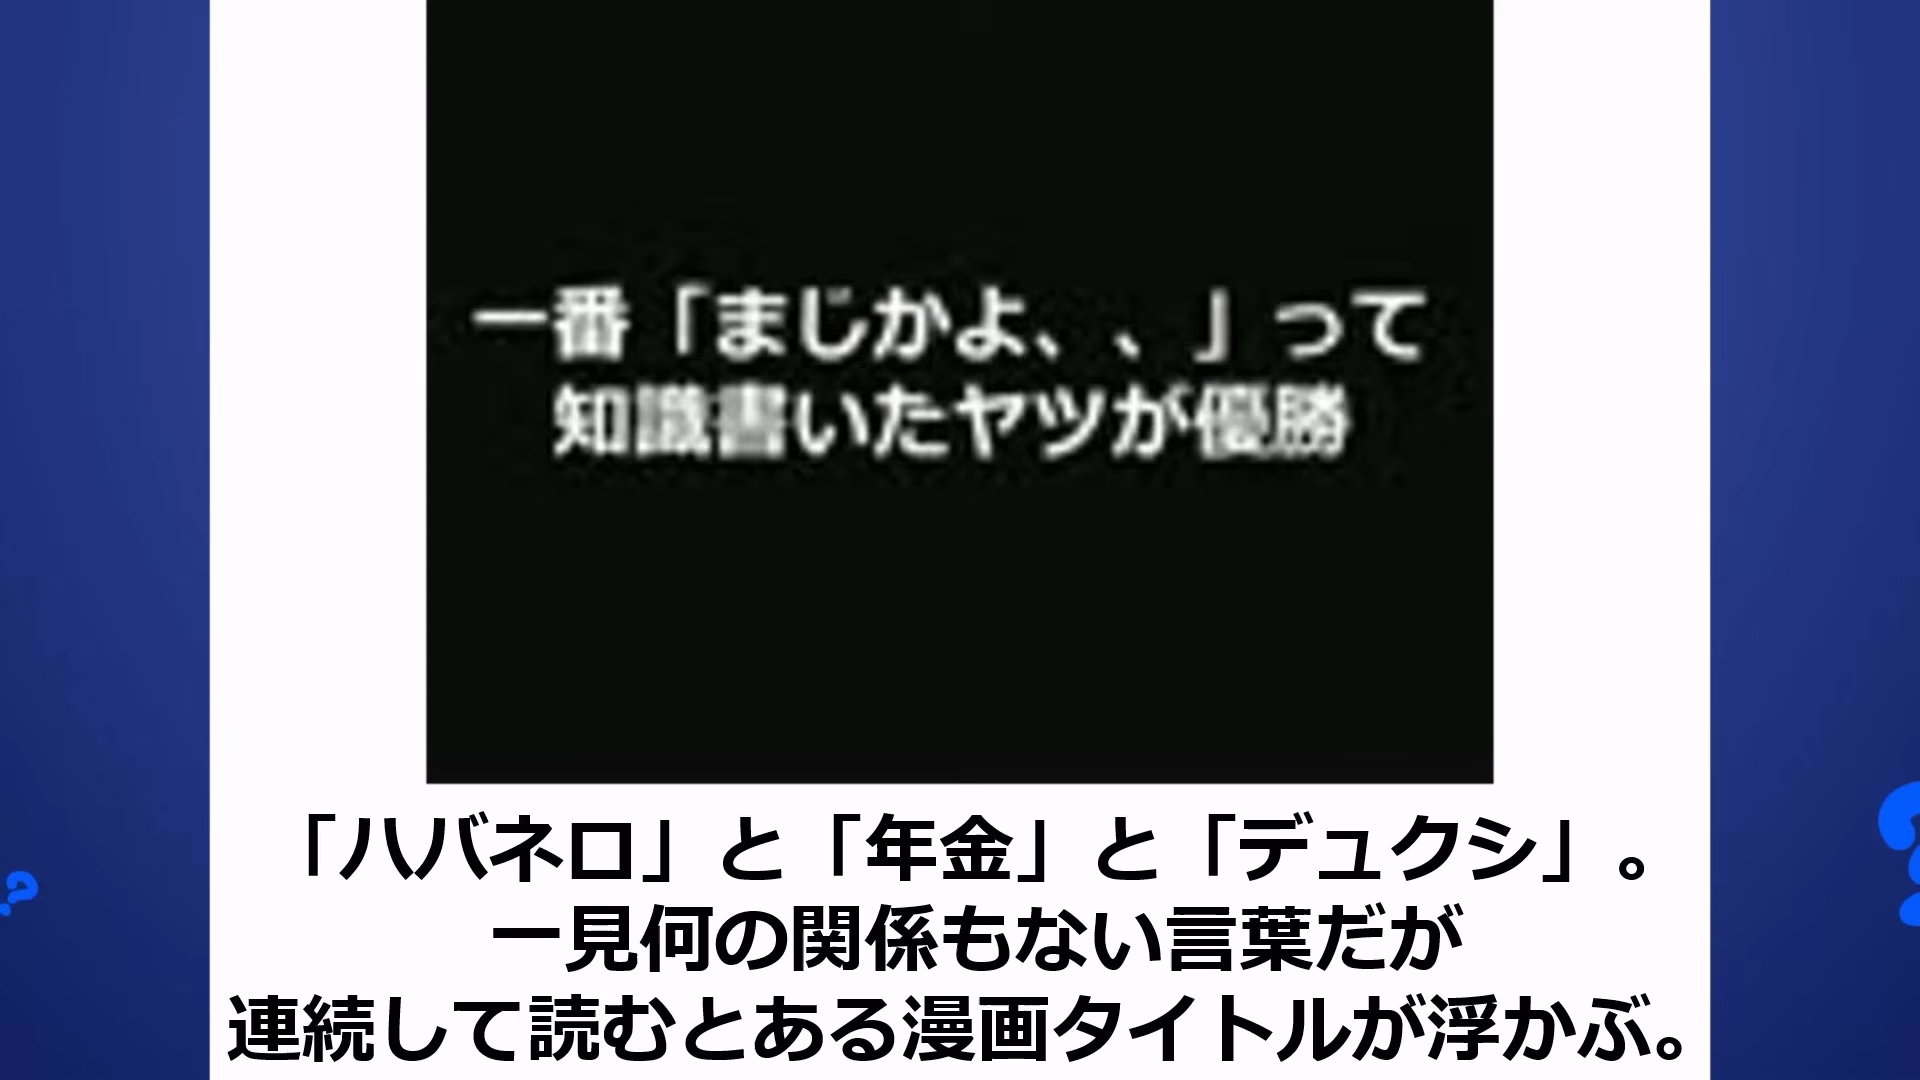 一番「まじかよ、、」って
知識書いたヤツが優勝
「ハバネロ」と「年金」と「デュクシ」。
一見何の関係もない言葉だが
連続して読むとある漫画タイトルが浮かぶ。
?
?